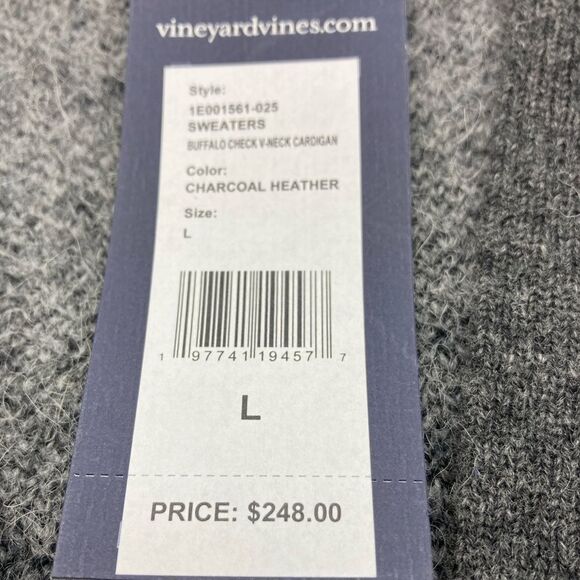 vineyardvines.com
Style:
1E001561-025
SWEATERS
BUFFALO CHECK V-NECK CARDIGAN
Color:
CHARCOAL HEATHER
Size:
L
1 97741 19457 7
L
PRICE: $248.00